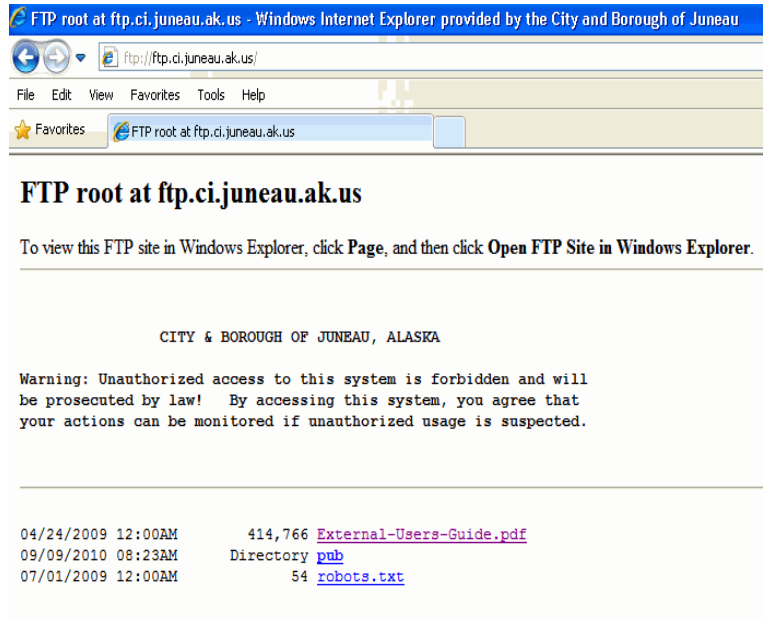 FTP root at ftp.ci.juneau.ak.us - Windows Internet Explorer provided by the City and Borough of Juneau
ftp://ftp.ci.juneau.ak.us/
File Edit View Favorites Tools Help
Favorites FTP root at ftp.ci.juneau.ak.us
FTP root at ftp.ci.juneau.ak.us
To view this FTP site in Windows Explorer, click Page, and then click Open FTP Site in Windows Explorer.
CITY & BOROUGH OF JUNEAU, ALASKA
Warning: Unauthorized access to this system is forbidden and will
be prosecuted by law! By accessing this system, you agree that
your actions can be monitored if unauthorized usage is suspected.
04/24/2009 12:00AM 414,766 External-Users-Guide.pdf
09/09/2010 08:23AM Directory pub
07/01/2009 12:00AM 54 robots.txt